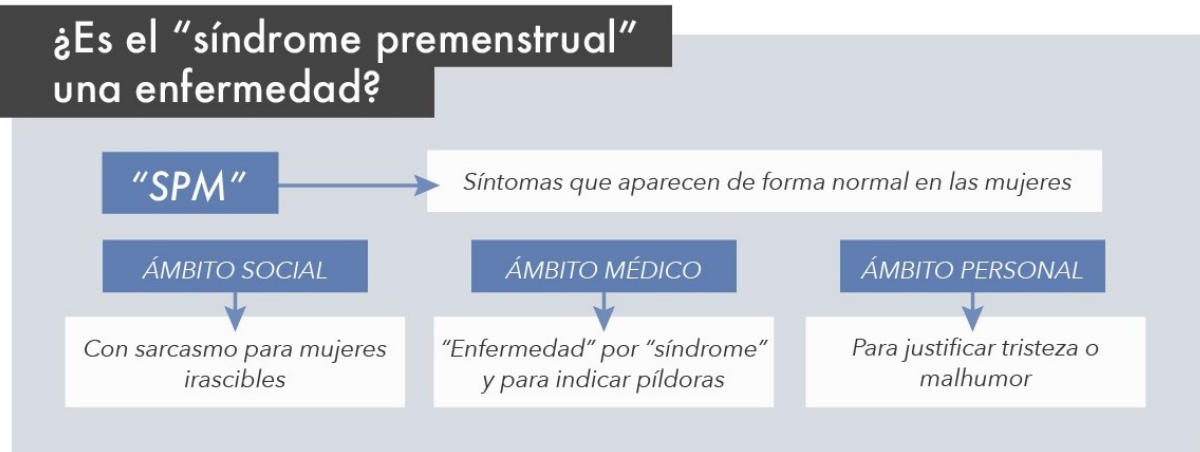 ¿Es el “síndrome premenstrual”
una enfermedad?
“SPM”
Síntomas que aparecen de forma normal en las mujeres
ÁMBITO SOCIAL
Con sarcasmo para mujeres
irascibles
ÁMBITO MÉDICO
“Enfermedad” por “síndrome”
y para indicar píldoras
ÁMBITO PERSONAL
Para justificar tristeza o
malhumor